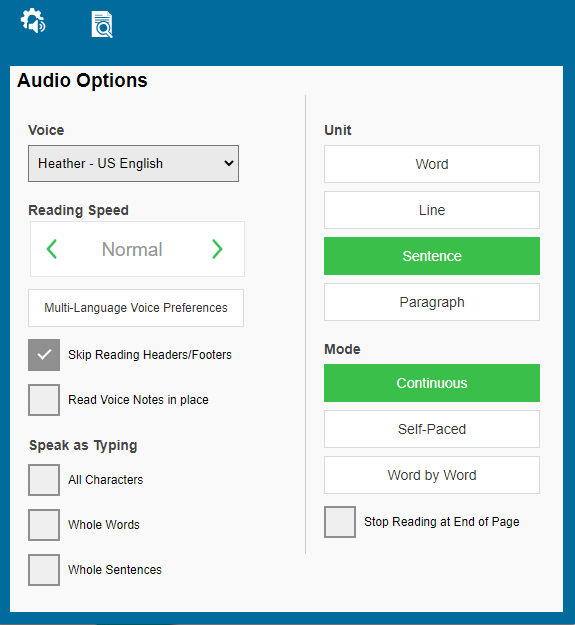 Audio Options
Voice
Heather - US English
Reading Speed
Normal
Multi-Language Voice Preferences
Skip Reading Headers/Footers
Read Voice Notes in place
Speak as Typing
All Characters
Whole Words
Whole Sentences
Unit
Word
Line
Sentence
Paragraph
Mode
Continuous
Self-Paced
Word by Word
Stop Reading at End of Page